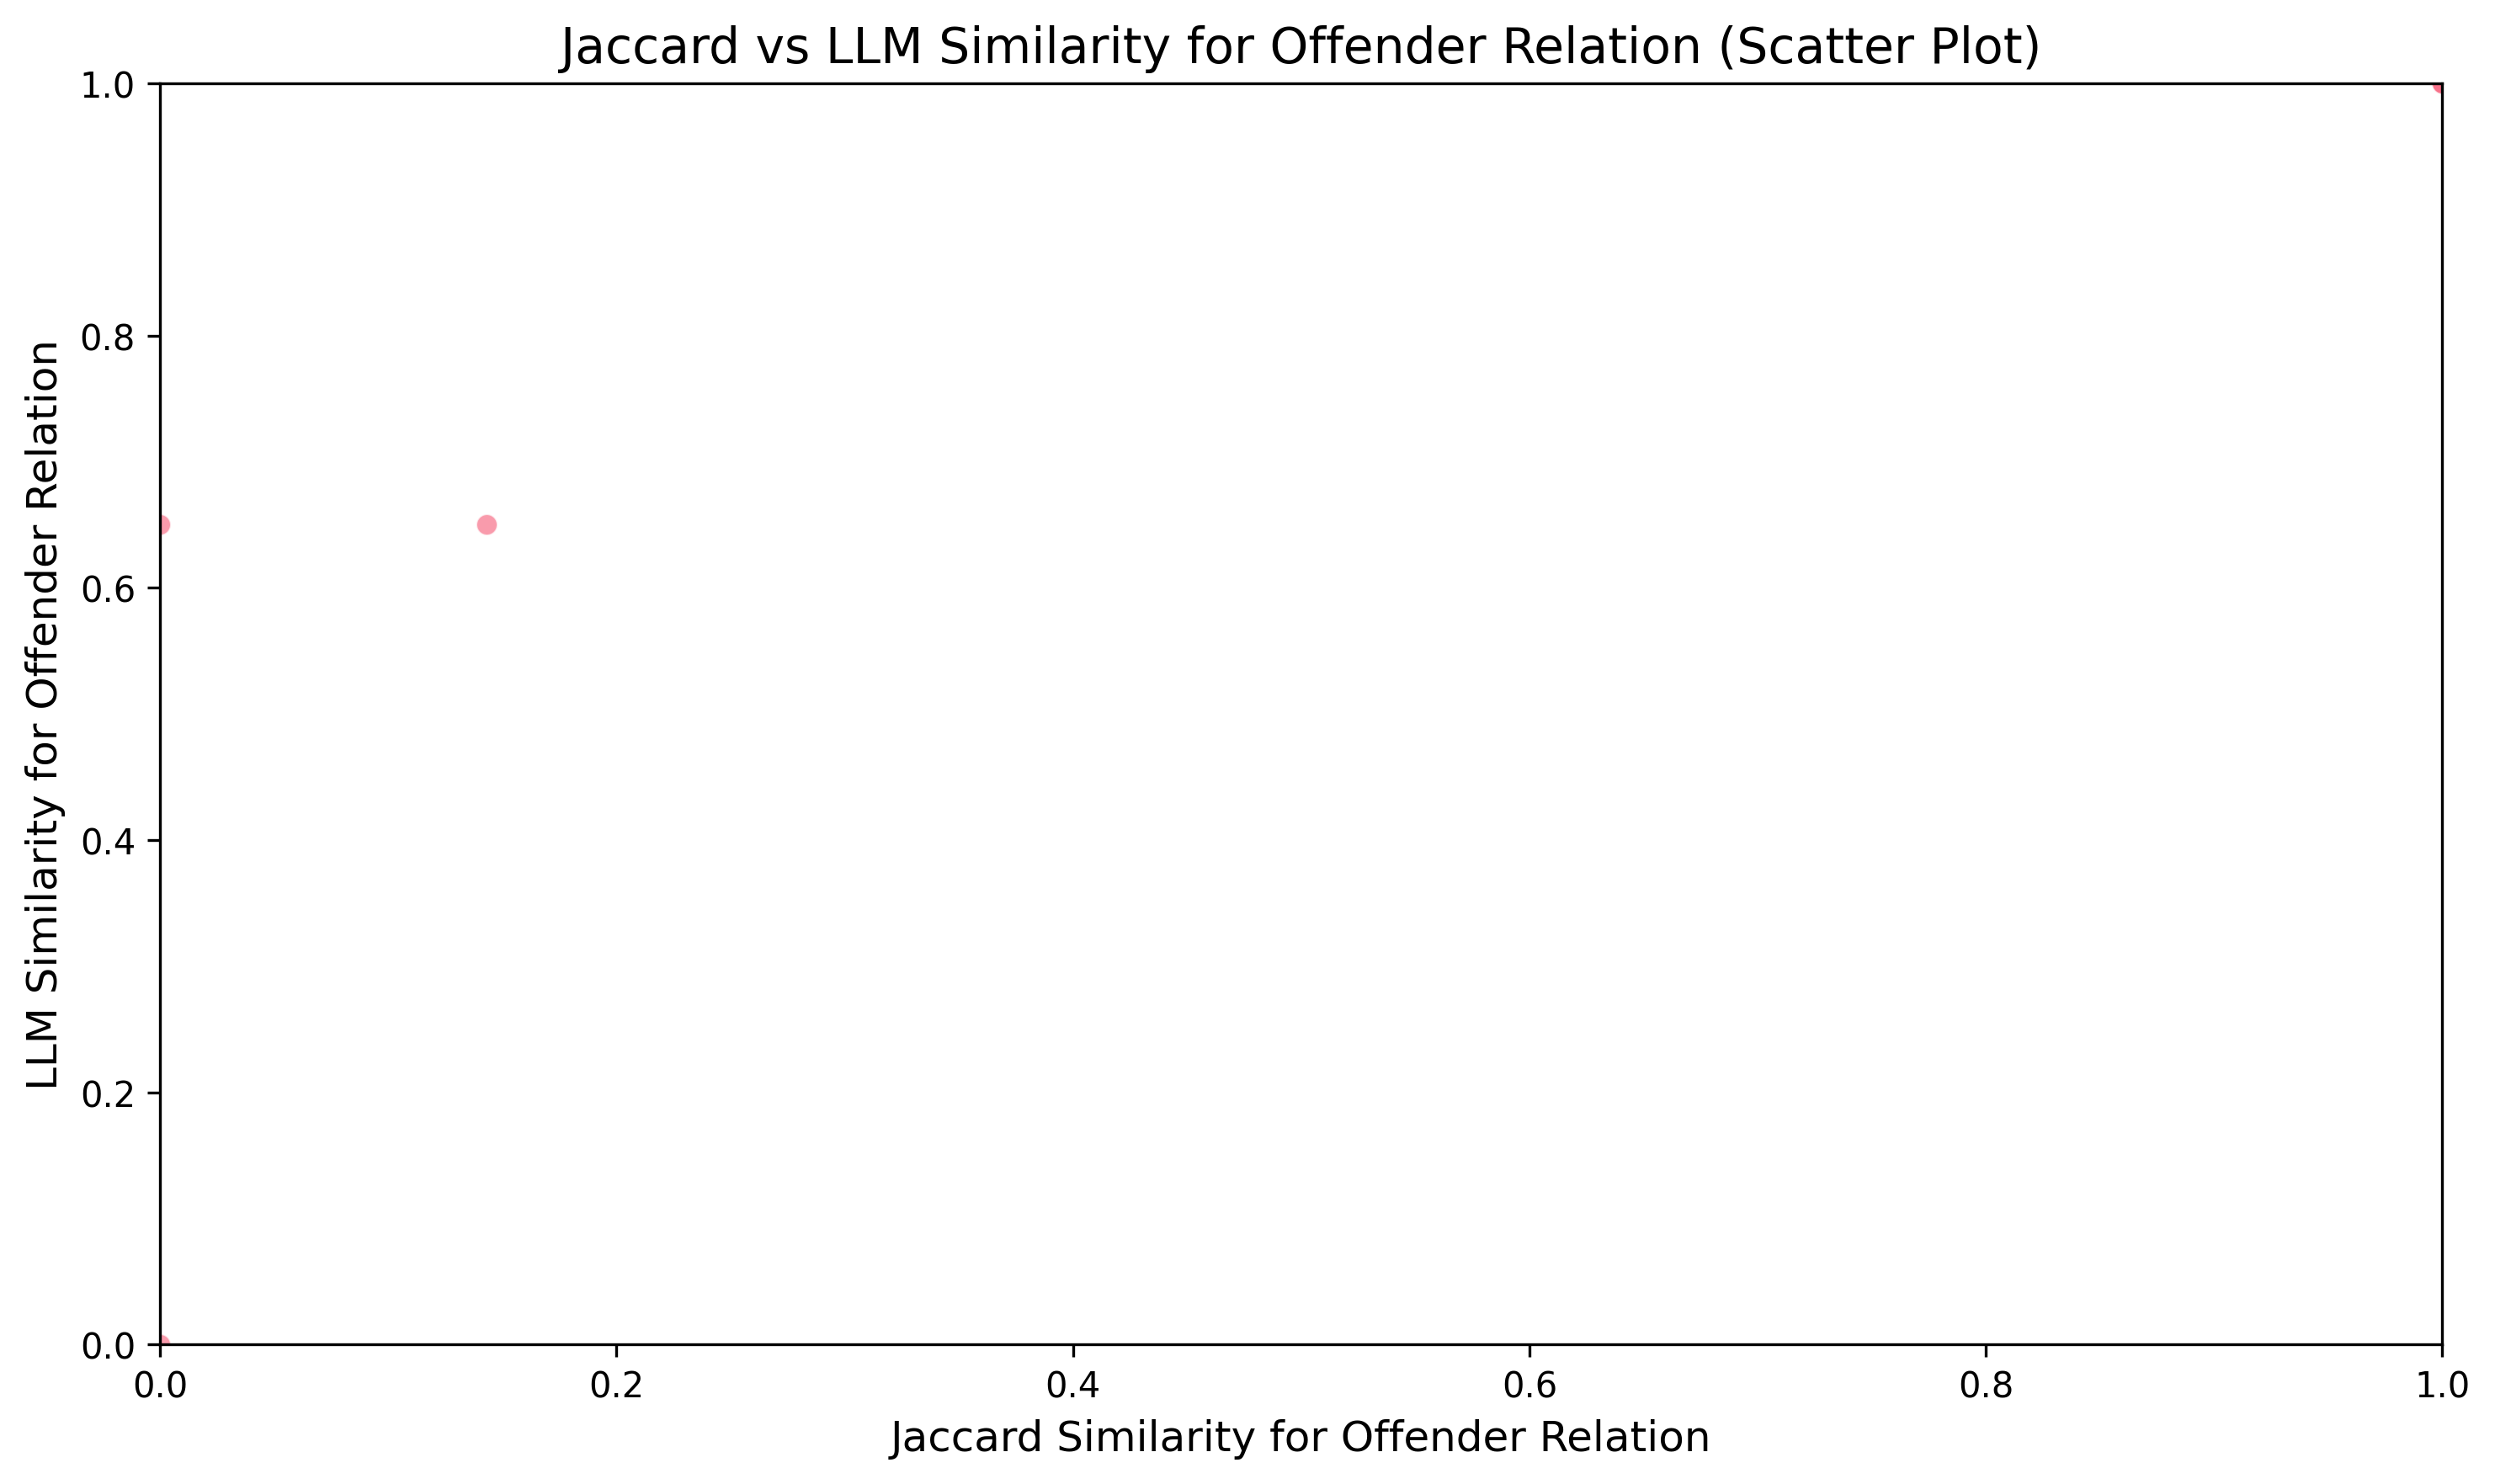 Jaccard vs LLM Similarity for Offender Relation (Scatter Plot)
LLM Similarity for Offender Relation
1.0
0.8
0.6
0.4
0.2
0.0
0.0 0.2 0.4 0.6 0.8 1.0
Jaccard Similarity for Offender Relation